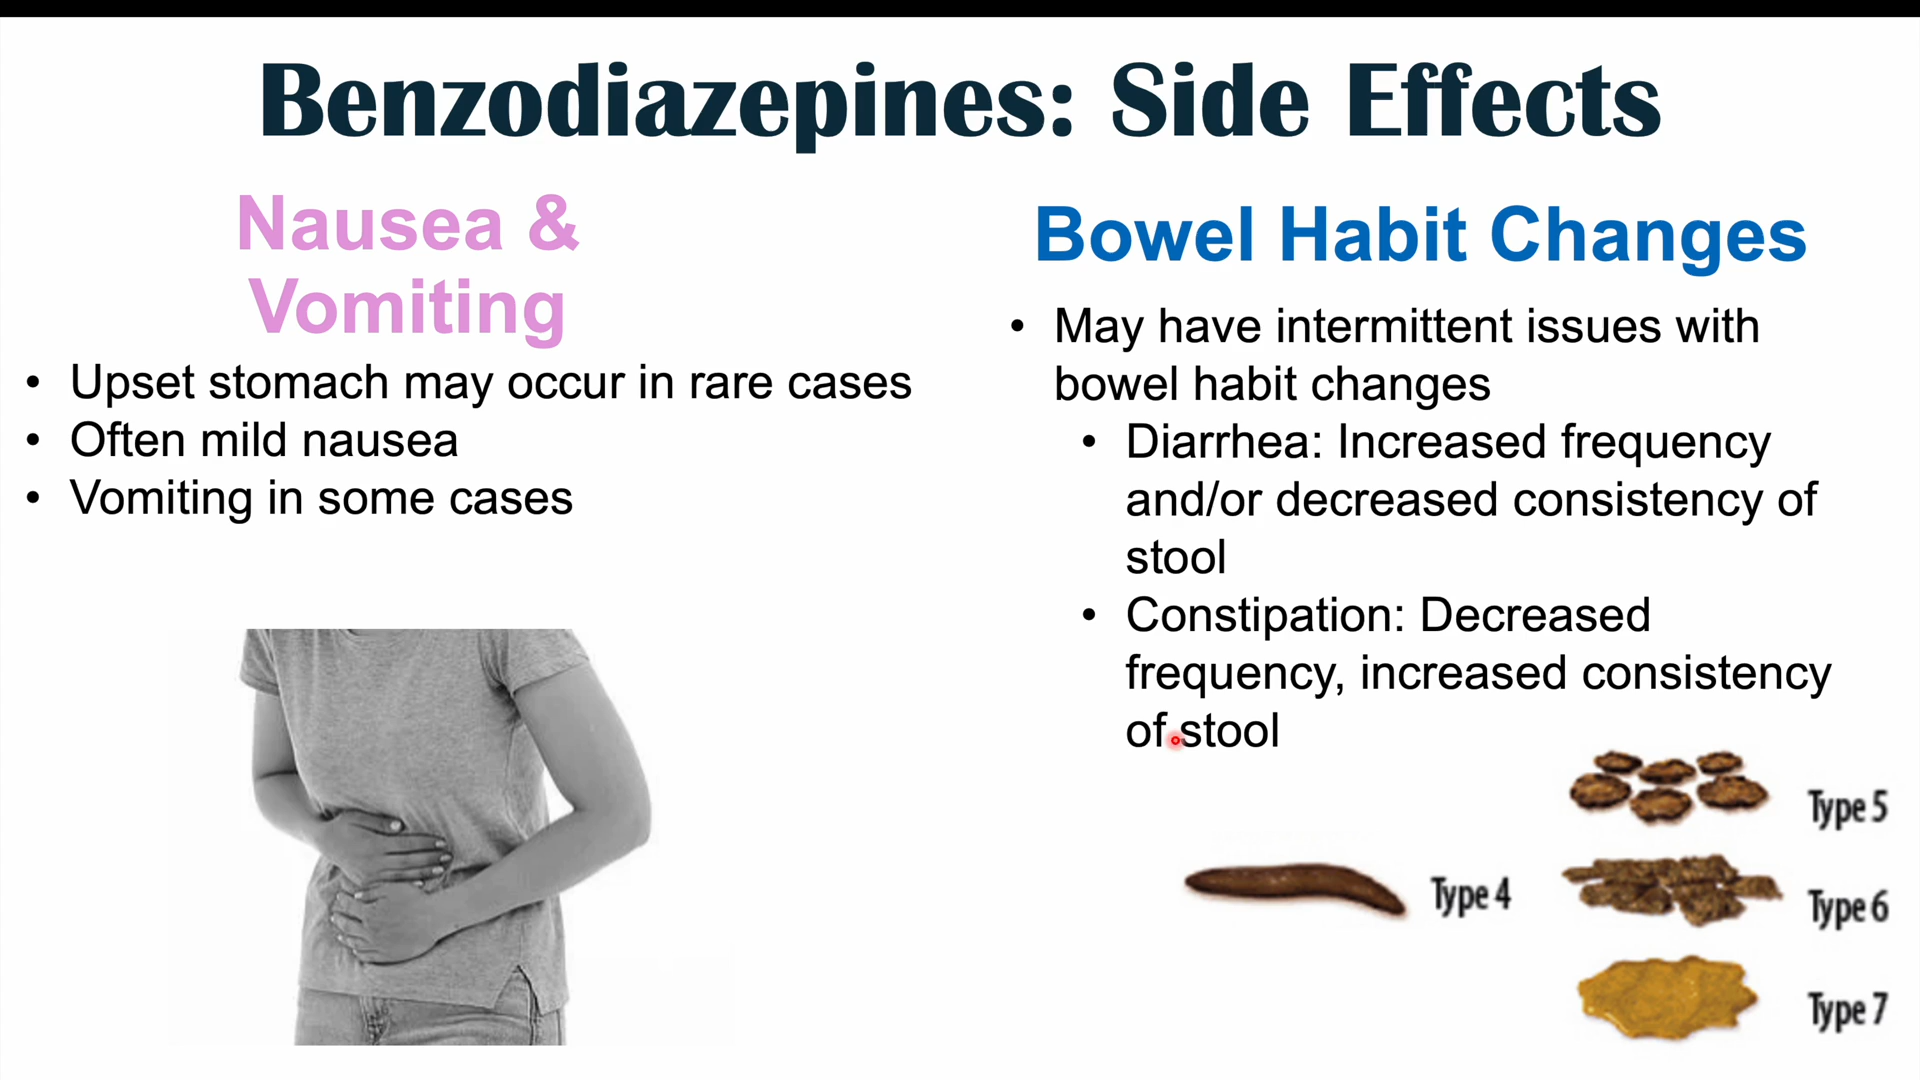 Benzodiazepines: Side Effects
Nausea &
Vomiting
• Upset stomach may occur in rare cases
• Often mild nausea
• Vomiting in some cases
Bowel Habit Changes
• May have intermittent issues with
bowel habit changes
• Diarrhea: Increased frequency
and/or decreased consistency of
stool
• Constipation: Decreased
frequency, increased consistency
of stool
Type 4
Type 5
Type 6
Type 7